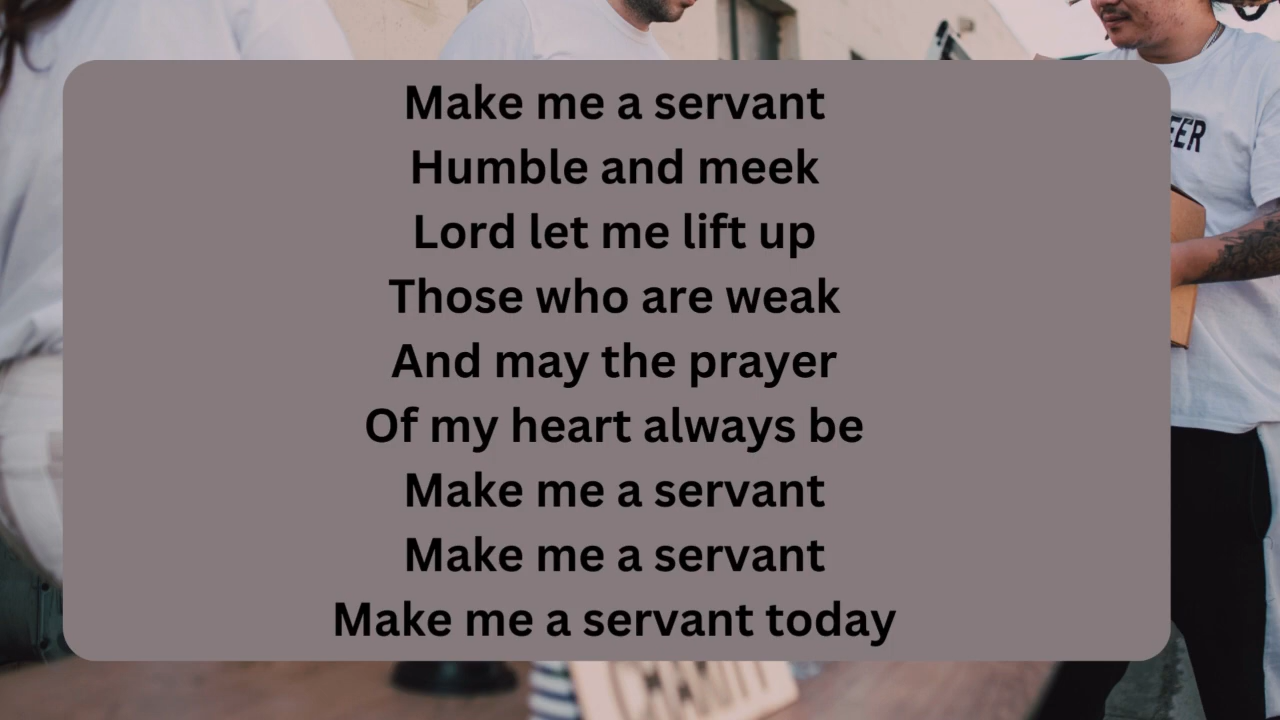 Make me a servant
Humble and meek
Lord let me lift up
Those who are weak
And may the prayer
Of my heart always be
Make me a servant
Make me a servant
Make me a servant today